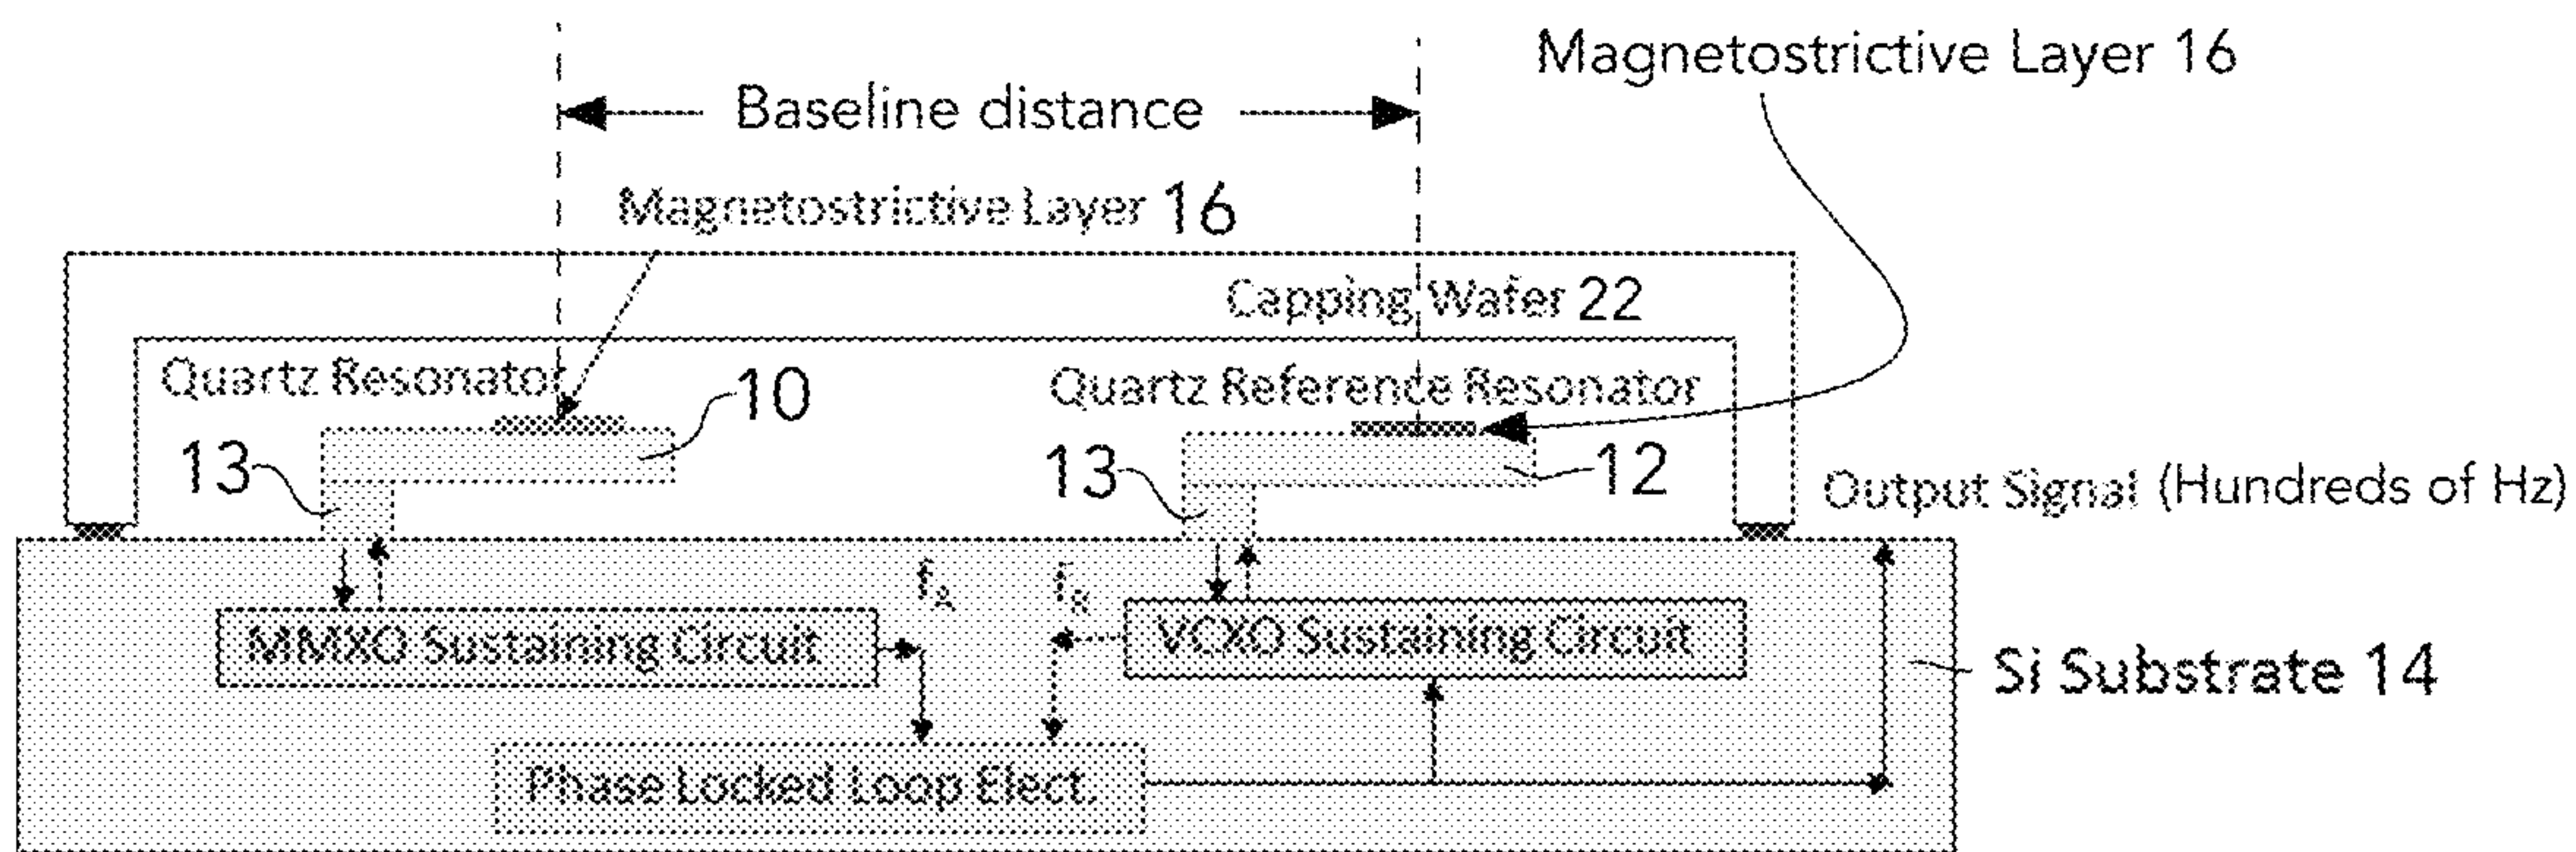 Magnetostrictive Layer 16
Baseline distance
Magnetostrictive Layer 16
Capping Wafer 22
Quartz Resonator
10
Quartz Reference Resonator
13
13
12
Output Signal (Hundreds of Hz)
MMXO Sustaining Circuit
VCXO Sustaining Circuit
Si Substrate 14
Phase Locked Loop Elect.